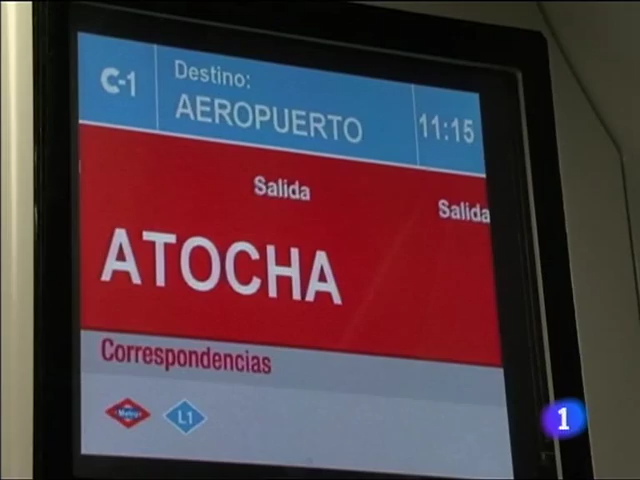 C-1
Destino:
AEROPUERTO
11:15
Salida
Salida
ATOCHA
Correspondencias
Metro
L1
1